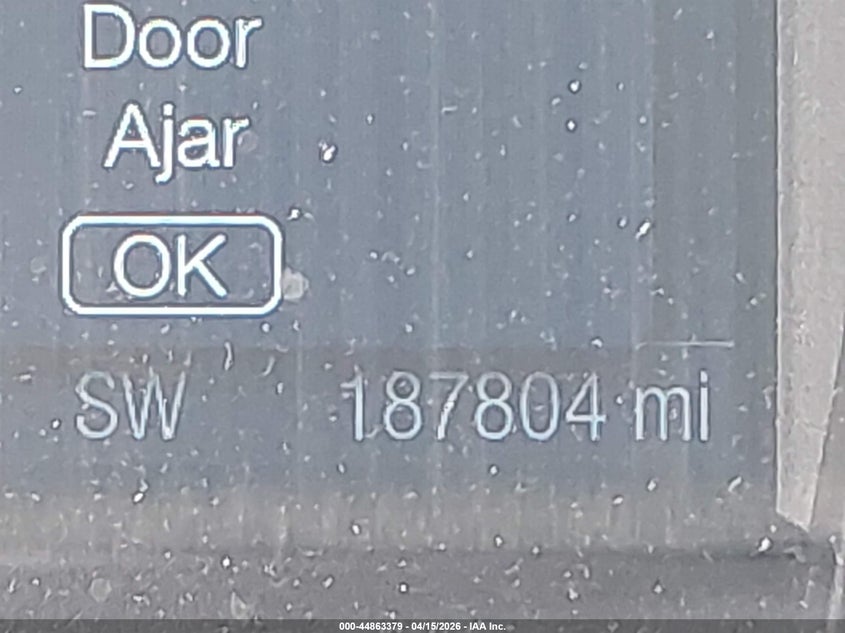 Door
Ajar
OK
SW 187804 mi
000-44863379 - 04/15/2026 - IAA Inc.